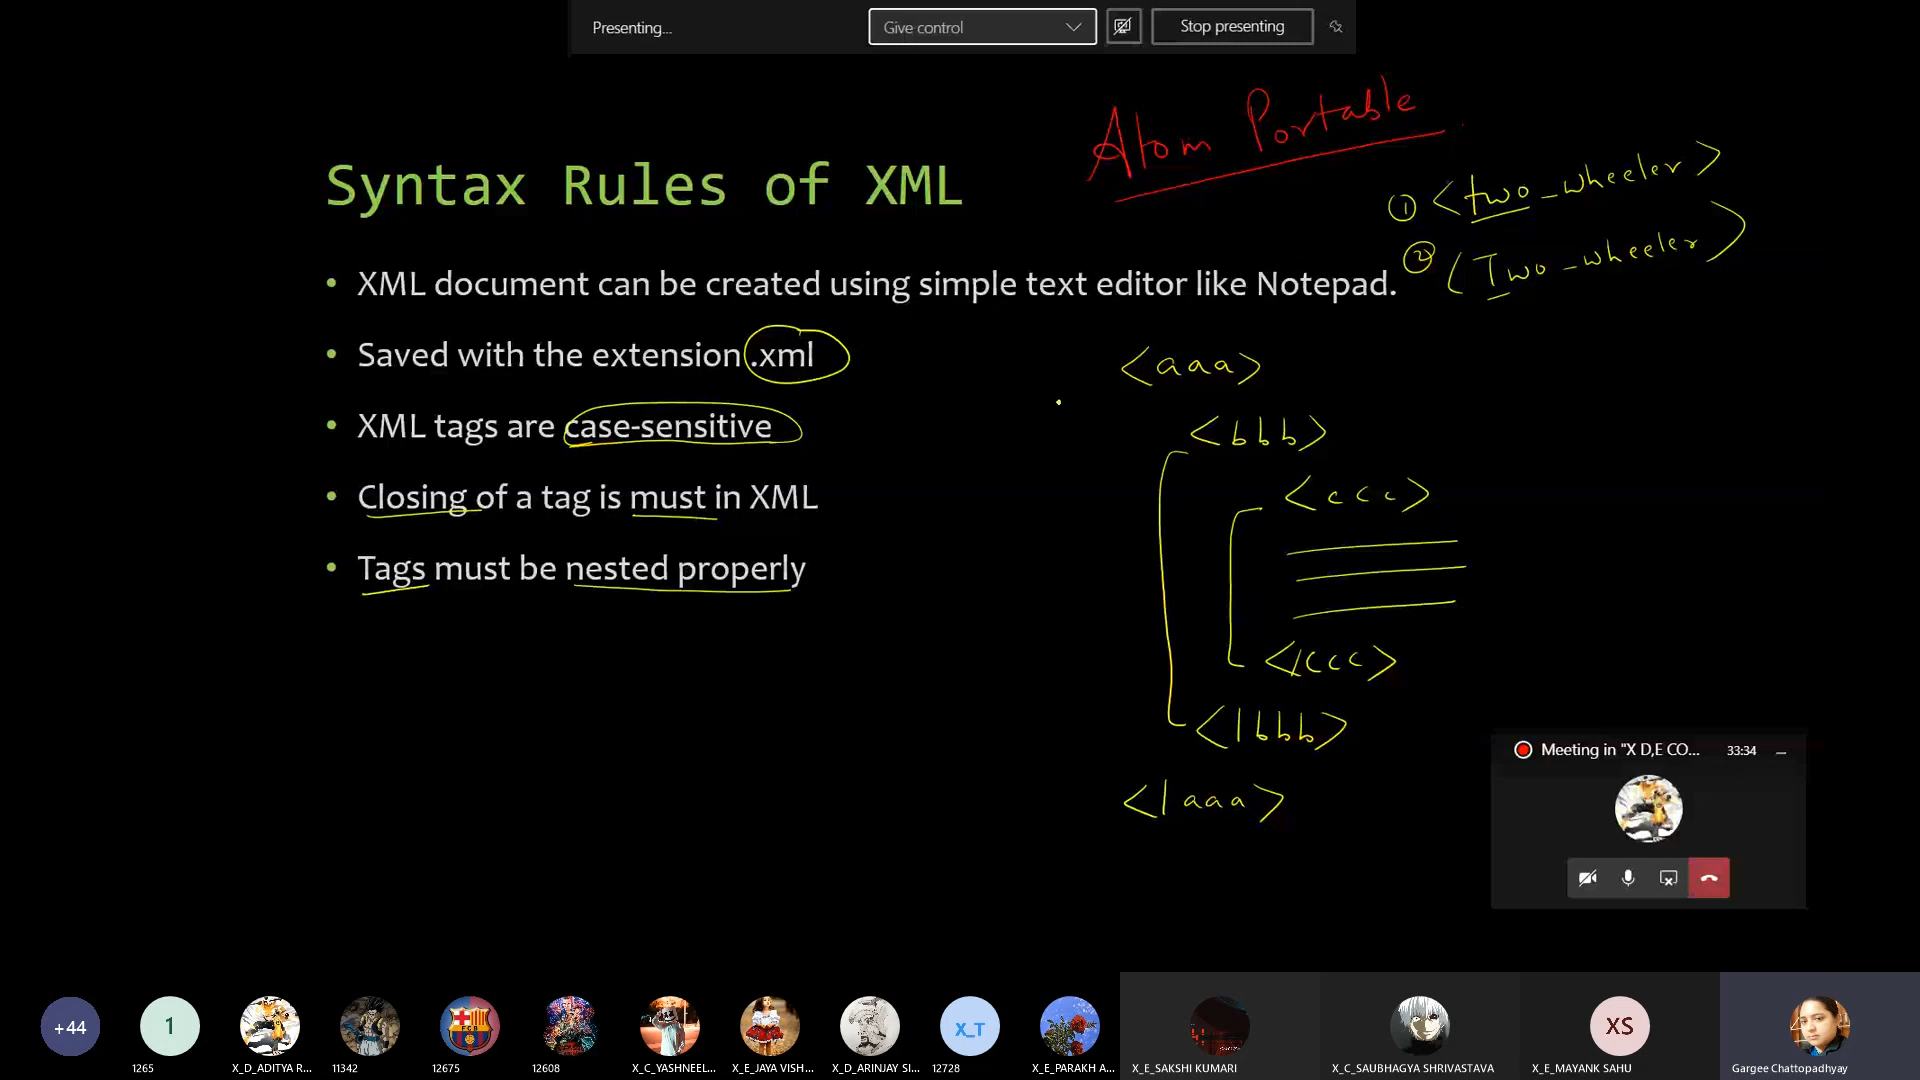 Presenting...
Give control
Stop presenting
Atom Portable
Syntax Rules of XML
① <two_wheeler>
② <Two_wheeler>
• XML document can be created using simple text editor like Notepad.
• Saved with the extension .xml
• XML tags are case-sensitive
• Closing of a tag is must in XML
• Tags must be nested properly
<aaa>
<bbb>
<ccc>
</ccc>
</bbb>
</aaa>
Meeting in "X D,E CO... 33:34
+44
1
FCB
X_T
XS
1265
X_D_ADITYA R...
11342
12675
12608
X_C_YASHNEEL...
X_E_JAYA VISH...
X_D_ARINJAY SI...
12728
X_E_PARAKH A...
X_E_SAKSHI KUMARI
X_C_SAUBHAGYA SHRIVASTAVA
X_E_MAYANK SAHU
Gargee Chattopadhyay